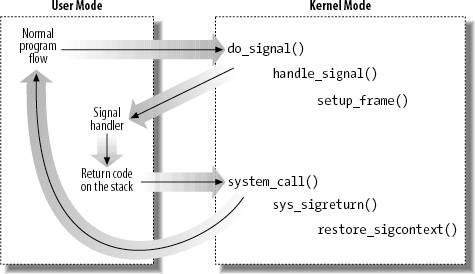 User Mode
Kernel Mode
Normal
program
flow
do_signal()
handle_signal()
setup_frame()
Signal
handler
Return code
on the stack
system_call()
sys_sigreturn()
restore_sigcontext()